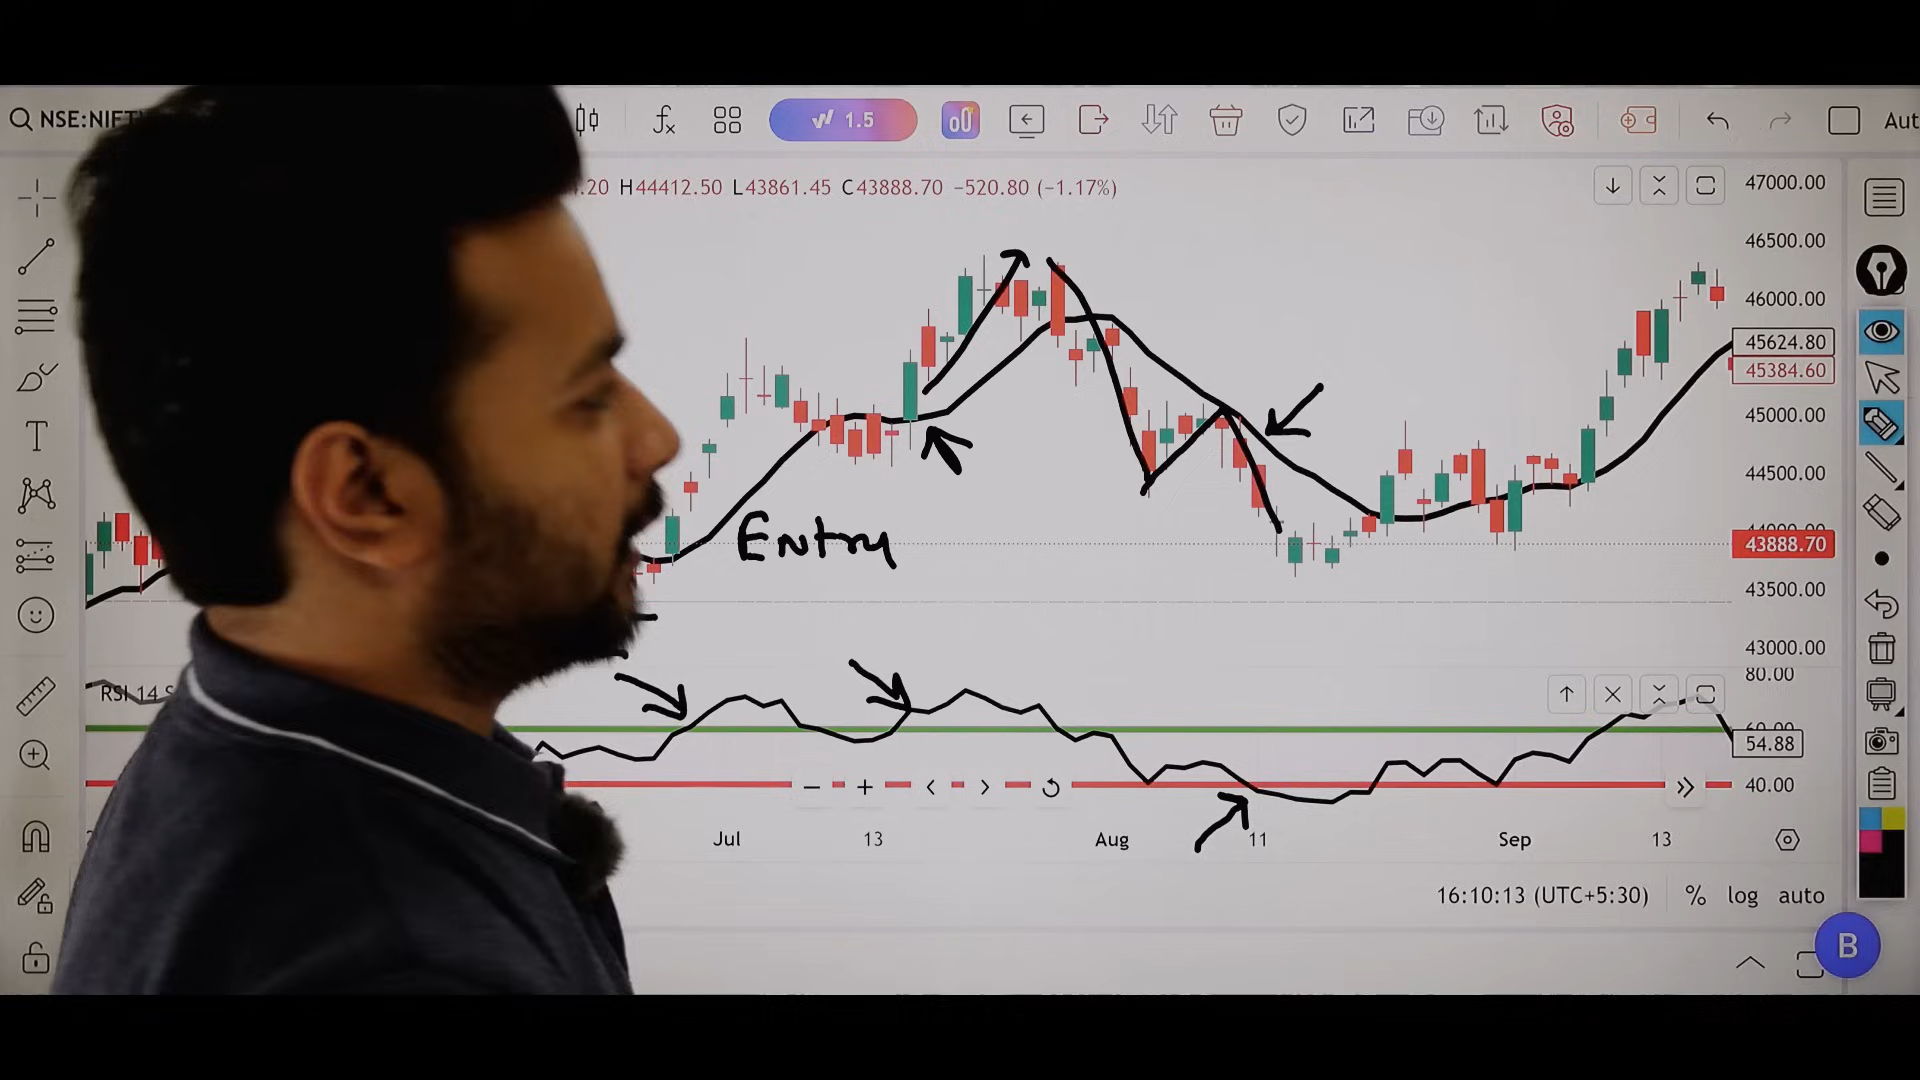 NSE:NIFT
1.5
Aut
.20 H44412.50 L43861.45 C43888.70 −520.80 (−1.17%)
47000.00
46500.00
46000.00
45624.80
45384.60
45000.00
44500.00
43888.70
43500.00
43000.00
Entry
RSI 14 S
80.00
60.00
54.88
40.00
Jul 13 Aug 11 Sep 13
16:10:13 (UTC+5:30) % log auto
B